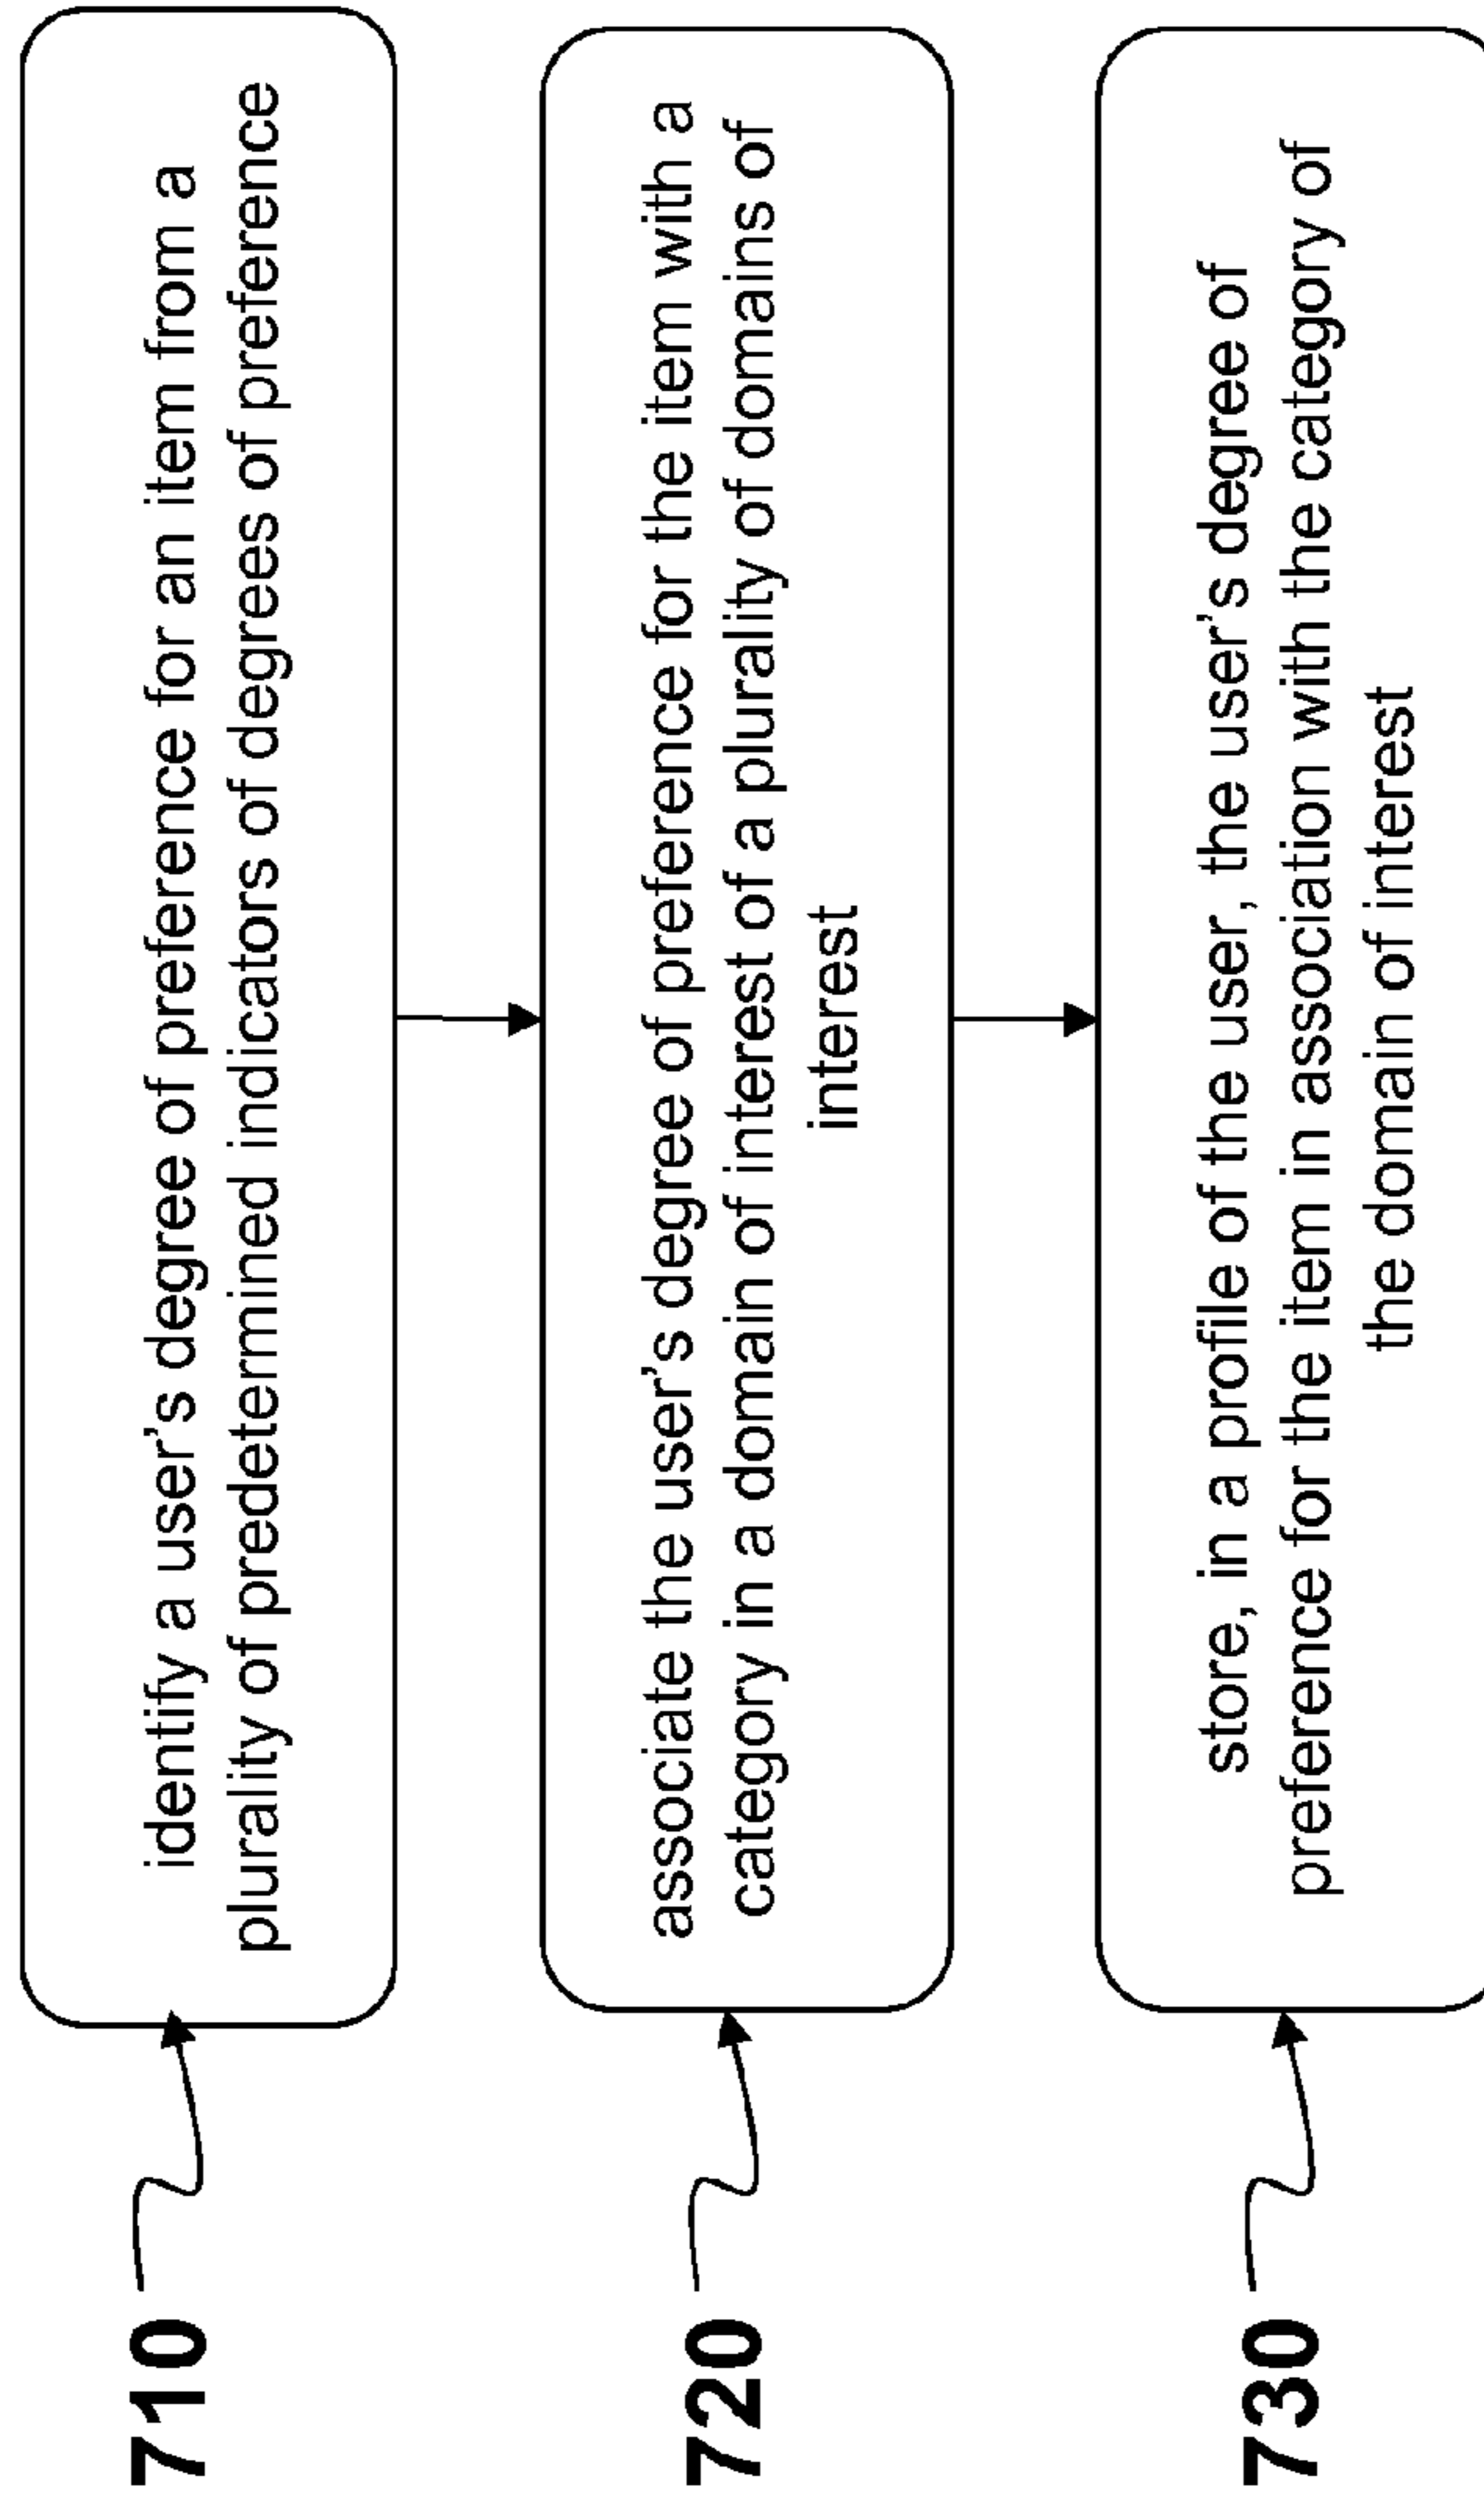 710
identify a user's degree of preference for an item from a
plurality of predetermined indicators of degrees of preference
720
associate the user's degree of preference for the item with a
category in a domain of interest of a plurality of domains of
interest
730
store, in a profile of the user, the user's degree of
preference for the item in association with the category of
the domain of interest